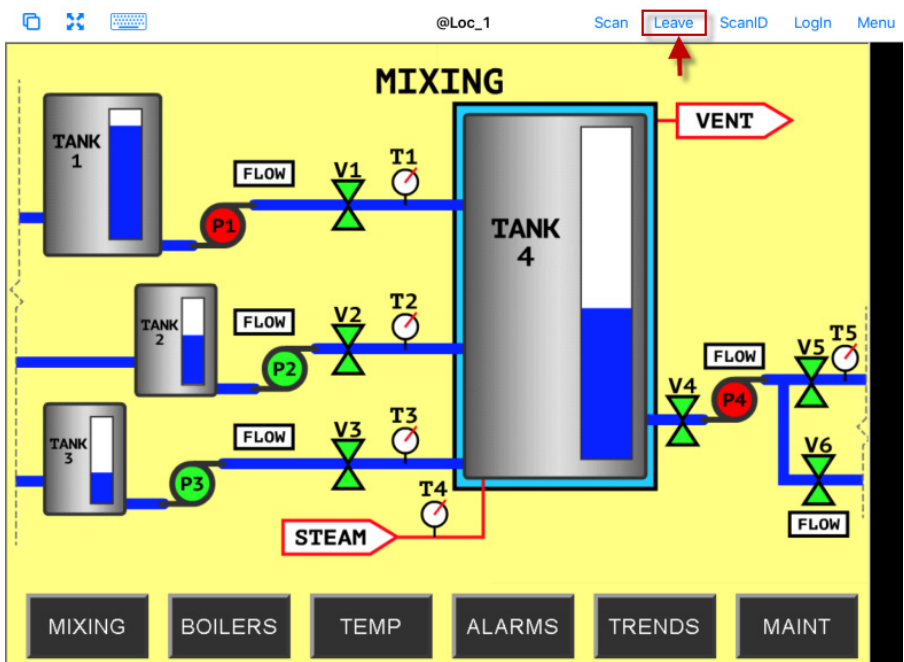 @Loc_1 Scan Leave ScanID LogIn Menu
MIXING
VENT
TANK
1
FLOW
V1
T1
P1
TANK
4
TANK
2
FLOW
V2
T2
P2
TANK
3
FLOW
V3
T3
P3
T4
STEAM
V4
FLOW
P4
V5
T5
V6
FLOW
MIXING BOILERS TEMP ALARMS TRENDS MAINT